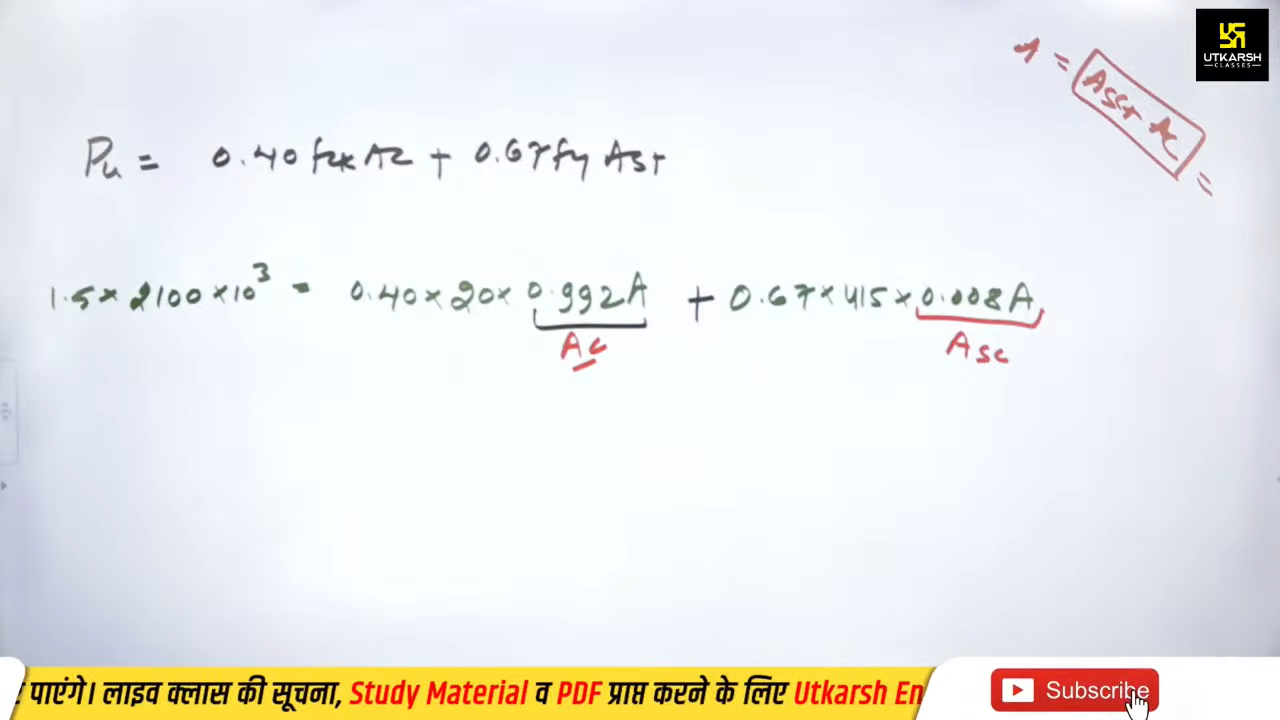 UTKARSH
CLASSES
A = Asc+ Ac =
Pu = 0.40 fck Ac + 0.67 fy Ast
1.5 × 2100 × 10³ = 0.40 × 20 × 0.992A + 0.67 × 415 × 0.008A
Ac
Asc
पाएंगे। लाइव क्लास की सूचना, Study Material व PDF प्राप्त करने के लिए Utkarsh En
Subscribe